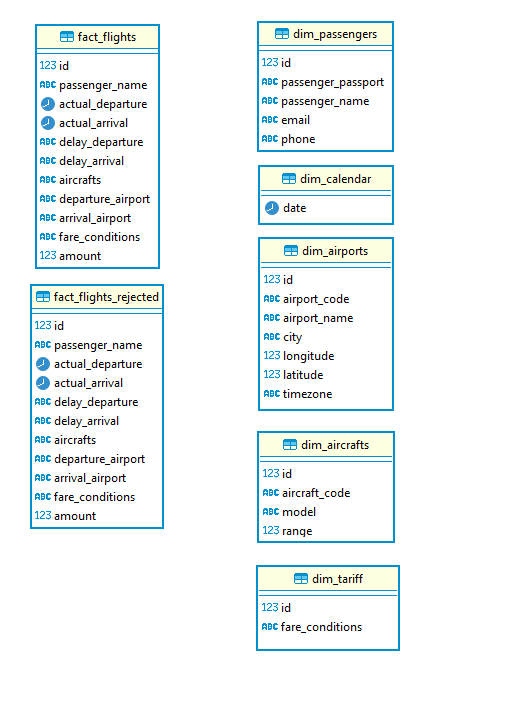 fact_flights
123 id
ABC passenger_name
actual_departure
actual_arrival
ABC delay_departure
ABC delay_arrival
ABC aircrafts
ABC departure_airport
ABC arrival_airport
ABC fare_conditions
123 amount
fact_flights_rejected
123 id
ABC passenger_name
actual_departure
actual_arrival
ABC delay_departure
ABC delay_arrival
ABC aircrafts
ABC departure_airport
ABC arrival_airport
ABC fare_conditions
123 amount
dim_passengers
123 id
ABC passenger_passport
ABC passenger_name
ABC email
ABC phone
dim_calendar
date
dim_airports
123 id
ABC airport_code
ABC airport_name
ABC city
123 longitude
123 latitude
ABC timezone
dim_aircrafts
123 id
ABC aircraft_code
ABC model
123 range
dim_tariff
123 id
ABC fare_conditions